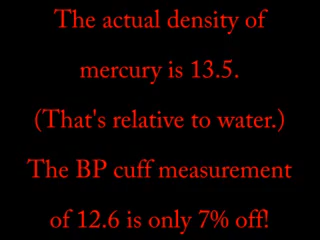 The actual density of
mercury is 13.5.
(That's relative to water.)
The BP cuff measurement
of 12.6 is only 7% off!